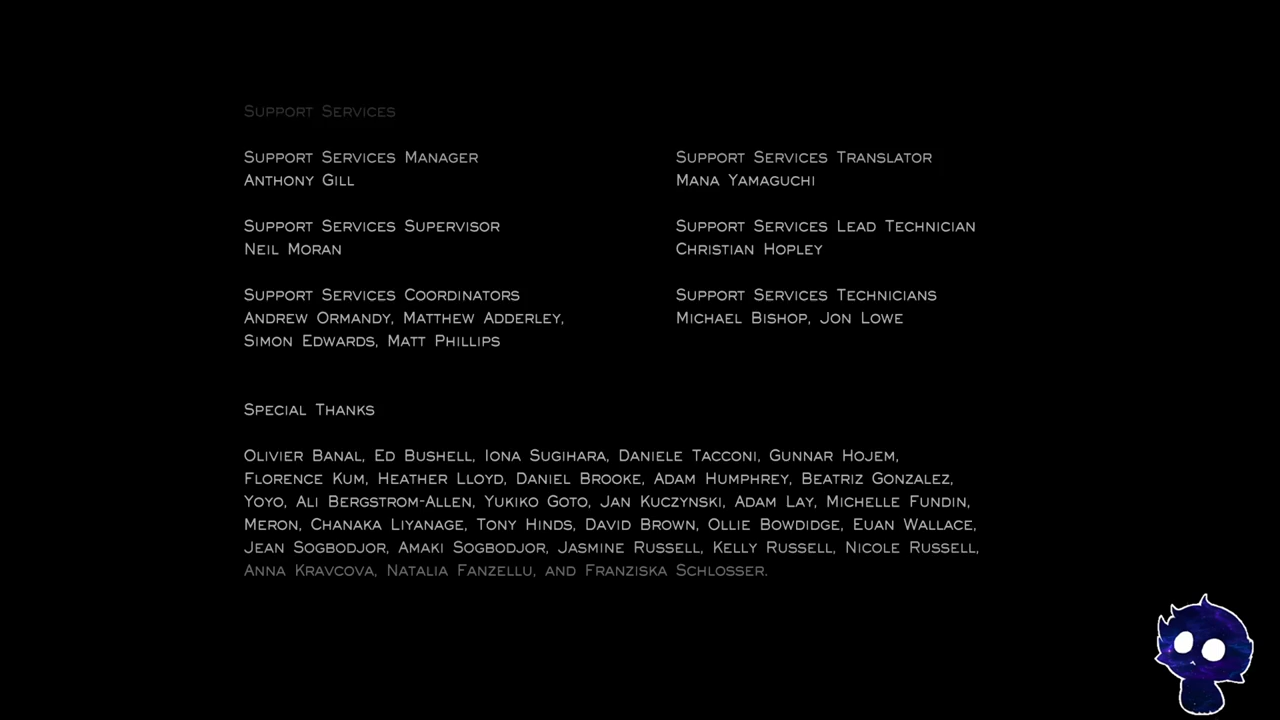 Support Services
Support Services Manager
Anthony Gill
Support Services Supervisor
Neil Moran
Support Services Coordinators
Andrew Ormandy, Matthew Adderley,
Simon Edwards, Matt Phillips
Support Services Translator
Mana Yamaguchi
Support Services Lead Technician
Christian Hopley
Support Services Technicians
Michael Bishop, Jon Lowe
Special Thanks
Olivier Banal, Ed Bushell, Iona Sugihara, Daniele Tacconi, Gunnar Hojem,
Florence Kum, Heather Lloyd, Daniel Brooke, Adam Humphrey, Beatriz Gonzalez,
Yoyo, Ali Bergstrom-Allen, Yukiko Goto, Jan Kuczynski, Adam Lay, Michelle Fundin,
Meron, Chanaka Liyanage, Tony Hinds, David Brown, Ollie Bowdidge, Euan Wallace,
Jean Sogbodjor, Amaki Sogbodjor, Jasmine Russell, Kelly Russell, Nicole Russell,
Anna Kravcova, Natalia Fanzellu, and Franziska Schlosser.